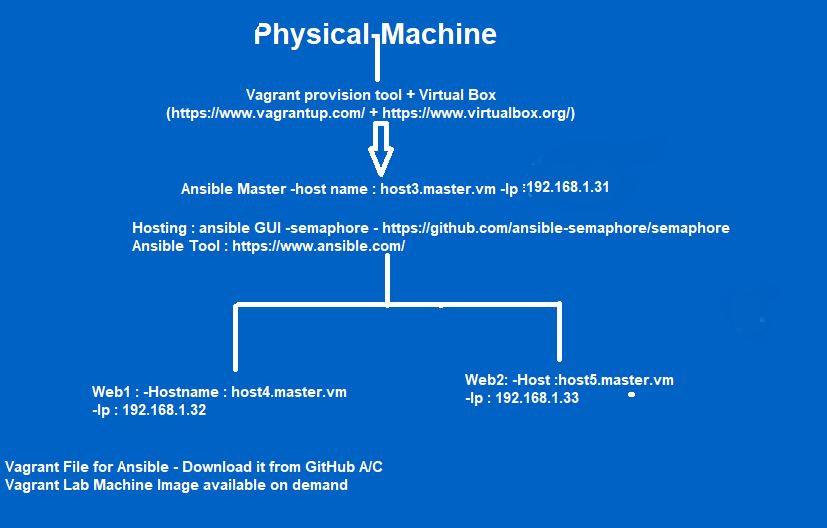 Physical-Machine
Vagrant provision tool + Virtual Box
(https://www.vagrantup.com/ + https://www.virtualbox.org/)
Ansible Master -host name : host3.master.vm -Ip :192.168.1.31
Hosting : ansible GUI -semaphore - https://github.com/ansible-semaphore/semaphore
Ansible Tool : https://www.ansible.com/
Web1 : -Hostname : host4.master.vm
-Ip : 192.168.1.32
Web2: -Host :host5.master.vm
-Ip : 192.168.1.33
Vagrant File for Ansible - Download it from GitHub A/C
Vagrant Lab Machine Image available on demand